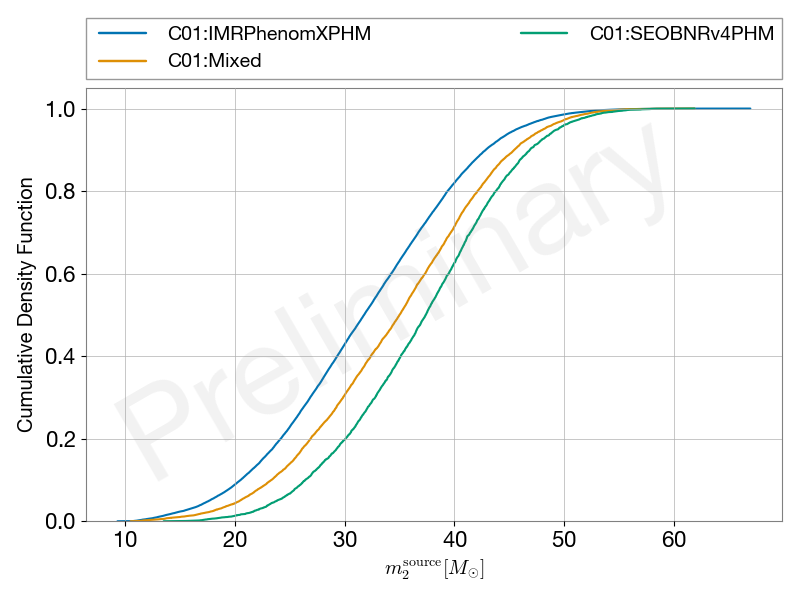 C01:IMRPhenomXPHM C01:SEOBNRv4PHM
C01:Mixed
Preliminary
Cumulative Density Function
1.0
0.8
0.6
0.4
0.2
0.0
10 20 30 40 50 60
m₂^source [M⊙]